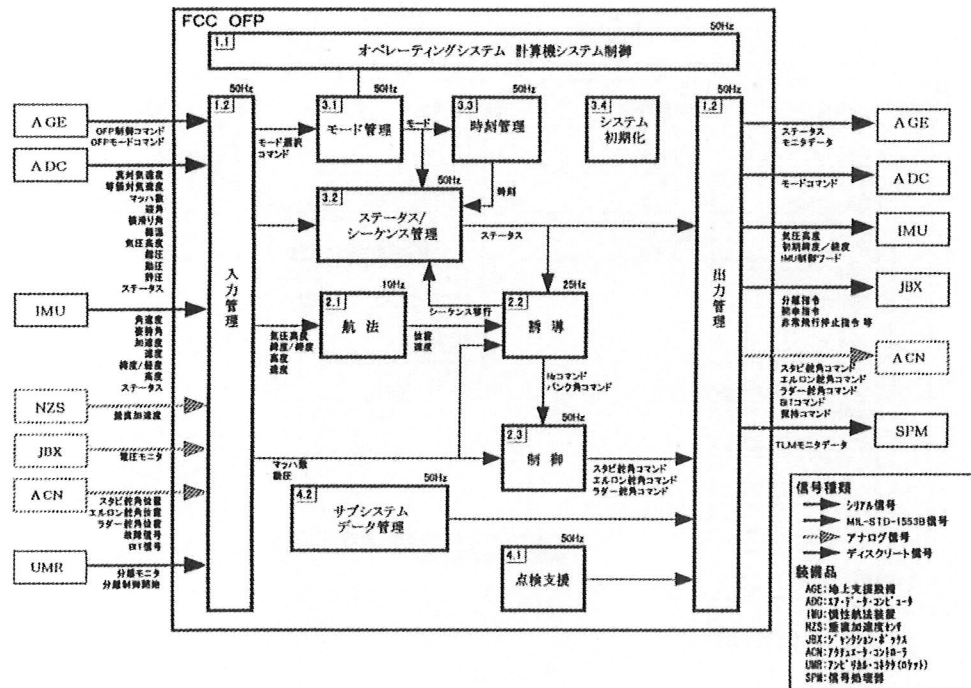 FCC OFP
50Hz
1.1
オペレーティングシステム 計算機システム制御
AGE
OFP制御コマンド
OFPモードコマンド
ADC
真対気速度
等価対気速度
マッハ数
迎角
横滑り角
気圧高度
動圧
静圧
ステータス
IMU
角速度
姿勢角
加速度
速度
緯度/経度
高度
ステータス
NZS
垂直加速度
JBX
電圧モニタ
ACN
スタビ舵角位置
エルロン舵角位置
ラダー舵角位置
故障信号
BIT信号
UMR
分離モニタ
分離制御開始
50Hz
1.2
入力管理
モード選択
コマンド
50Hz
3.1
モード管理
モード
50Hz
3.3
時刻管理
時刻
3.4
システム
初期化
50Hz
3.2
ステータス/
シーケンス管理
ステータス
シーケンス移行
気圧高度
緯度/経度
高度
速度
10Hz
2.1
航法
位置
速度
25Hz
2.2
誘導
Nzコマンド
バンク角コマンド
マッハ数
動圧
50Hz
2.3
制御
スタビ舵角コマンド
エルロン舵角コマンド
ラダー舵角コマンド
50Hz
4.2
サブシステム
データ管理
50Hz
4.1
点検支援
50Hz
1.2
出力管理
ステータス
モニタデータ
AGE
モードコマンド
ADC
気圧高度
初期緯度/経度
IMU制御ワード
IMU
分離指令
開傘指令
非常飛行停止指令 等
JBX
スタビ舵角コマンド
エルロン舵角コマンド
ラダー舵角コマンド
BITコマンド
保持コマンド
ACN
TLMモニタデータ
SPM
信号種類
シリアル信号
MIL-STD-1553B信号
アナログ信号
ディスクリート信号
装備品
AGE:地上支援設備
ADC:エア・データ・コンピュータ
IMU:慣性航法装置
NZS:垂直加速度センサ
JBX:ジャンクション・ボックス
ACN:アクチュエータ・コントローラ
UMR:アンビリカル・コネクタ(ロケット)
SPM:信号処理器